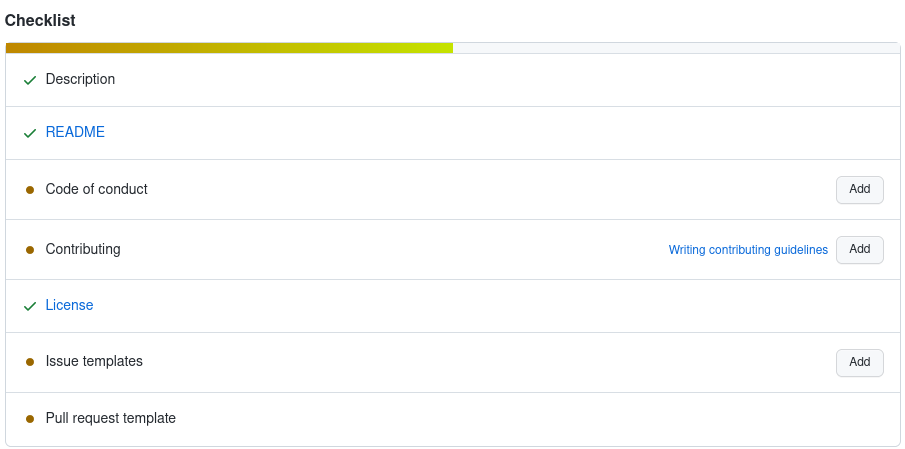 Checklist
Description
README
Code of conduct Add
Contributing Writing contributing guidelines Add
License
Issue templates Add
Pull request template